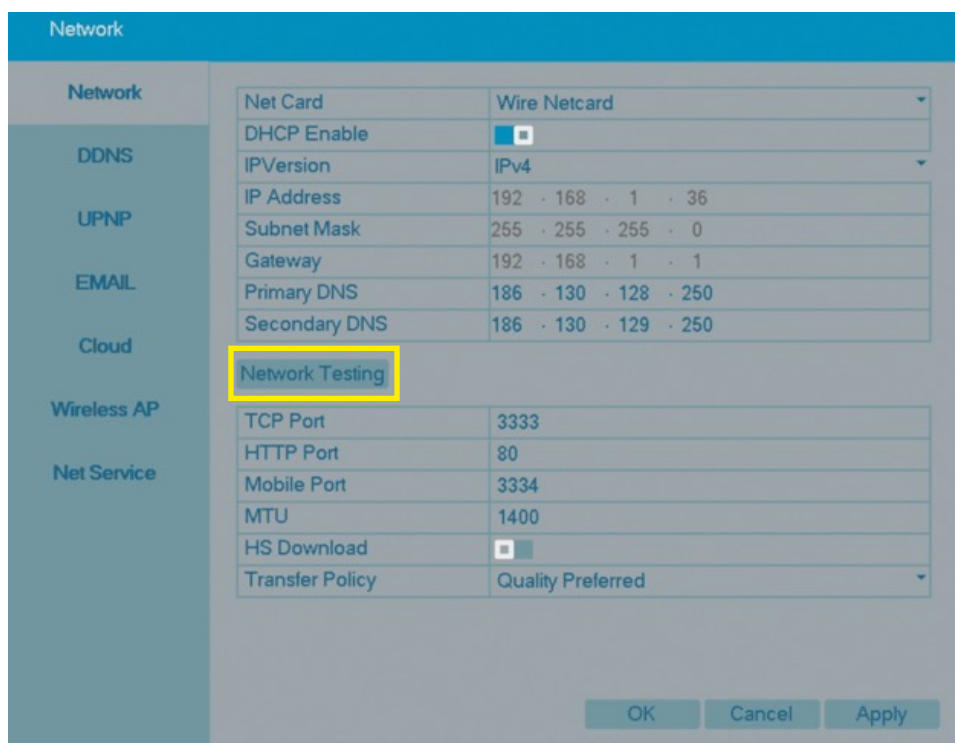 Network
Network
DDNS
UPNP
EMAIL
Cloud
Wireless AP
Net Service
Net Card Wire Netcard
DHCP Enable
IPVersion IPv4
IP Address 192 . 168 . 1 . 36
Subnet Mask 255 . 255 . 255 . 0
Gateway 192 . 168 . 1 . 1
Primary DNS 186 . 130 . 128 . 250
Secondary DNS 186 . 130 . 129 . 250
Network Testing
TCP Port 3333
HTTP Port 80
Mobile Port 3334
MTU 1400
HS Download
Transfer Policy Quality Preferred
OK Cancel Apply